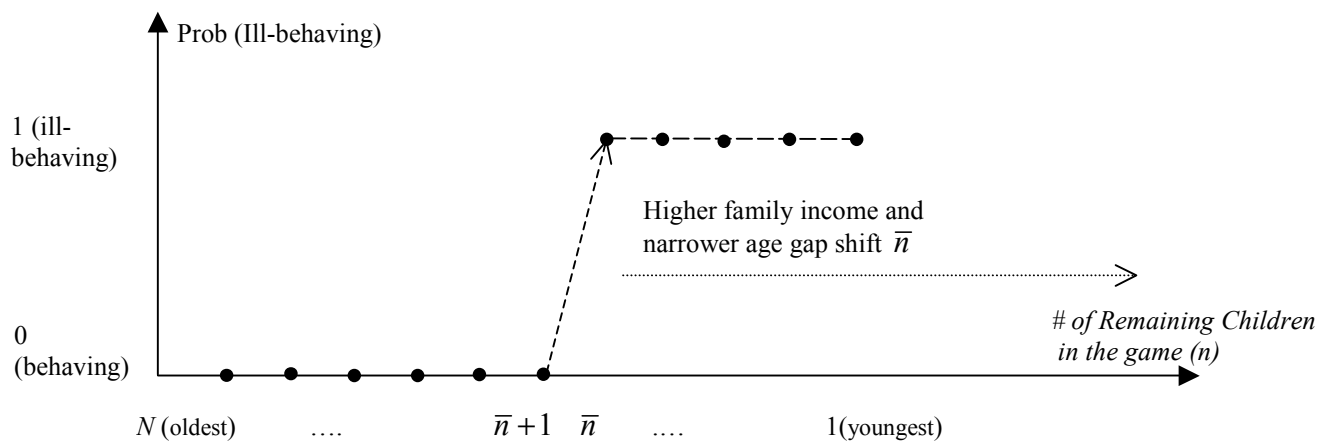 Prob (Ill-behaving)
1 (ill-
behaving)
Higher family income and
narrower age gap shift n̅
# of Remaining Children
in the game (n)
0
(behaving)
N (oldest) .... n̅ +1 n̅ .... 1(youngest)